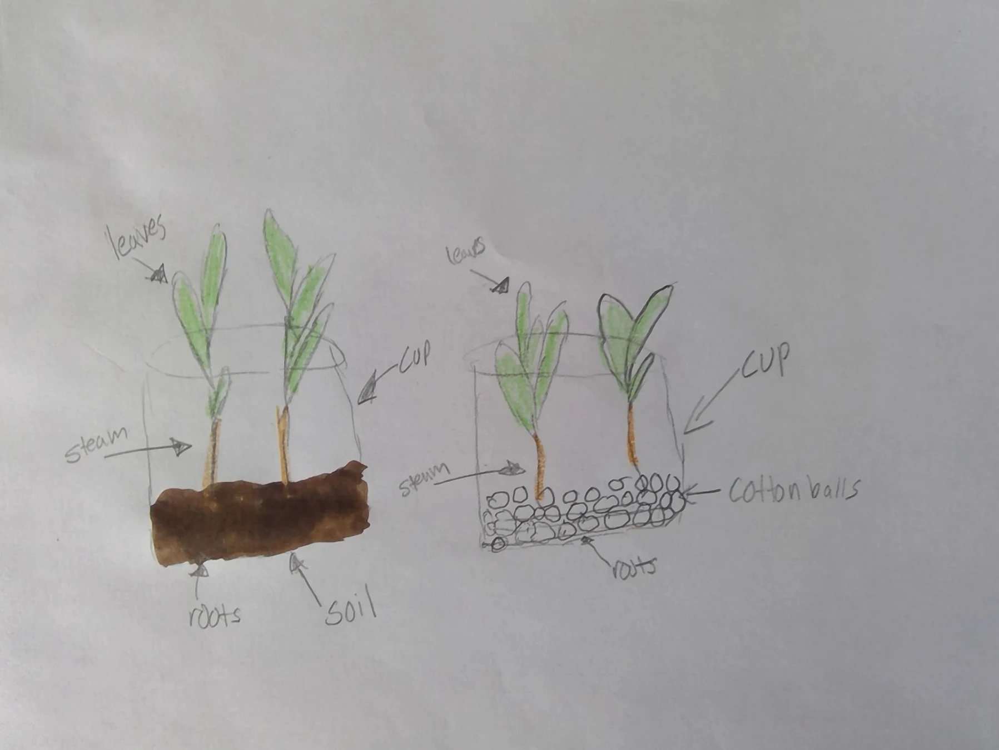 leaves
cup
steam
roots
soil
leaves
cup
steam
cotton balls
roots